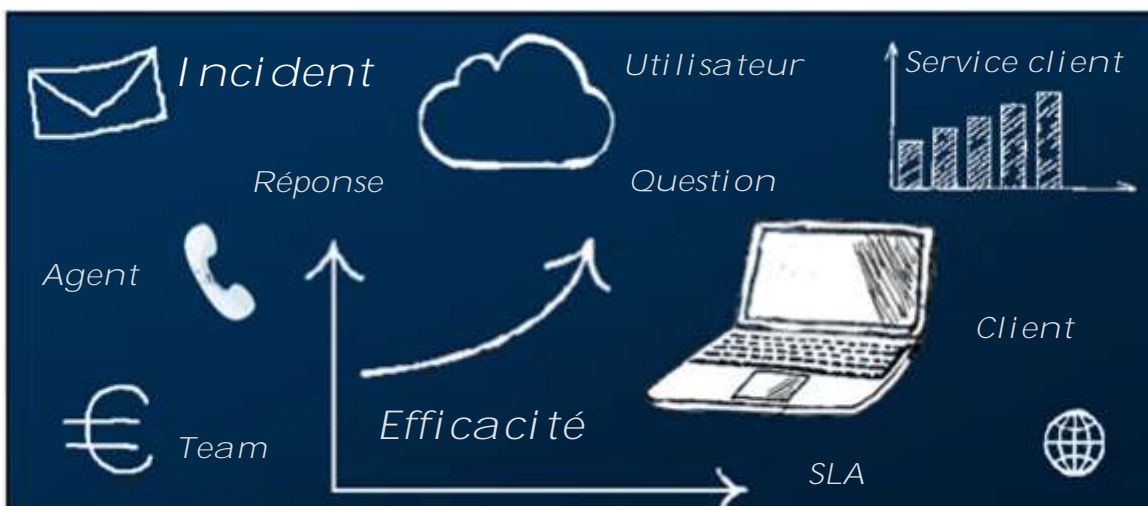 Incident
Utilisateur
Service client
Réponse
Question
Agent
Client
Efficacité
Team
SLA